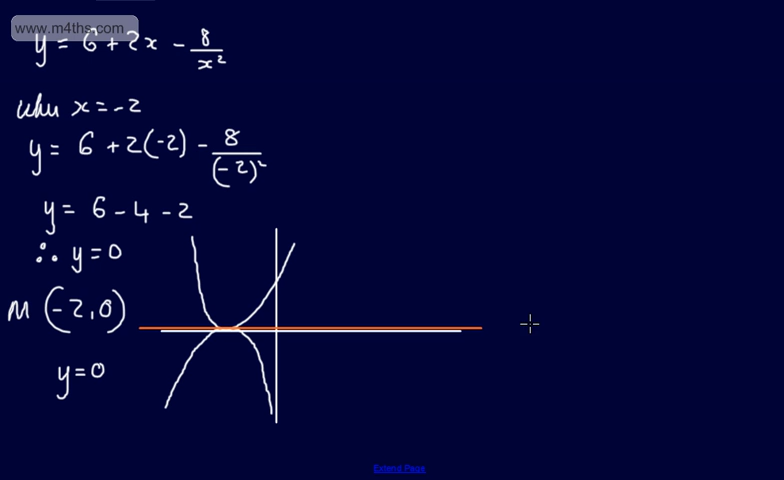 www.m4ths.com
y = 6 + 2x - 8/x²
when x = -2
y = 6 + 2(-2) - 8/(-2)²
y = 6 - 4 - 2
∴ y = 0
M (-2, 0)
y = 0
Extend Page